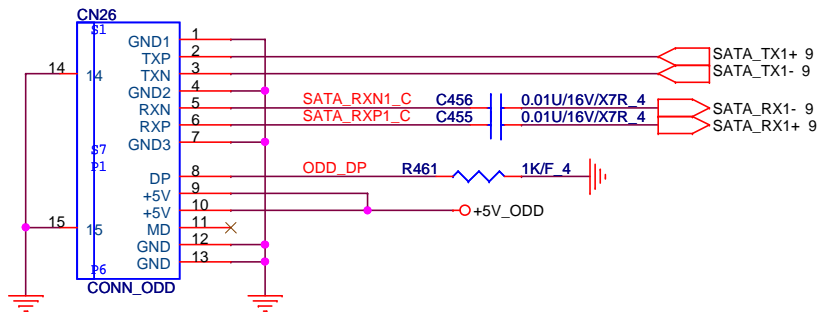 CN26
S1
GND1 1
TXP 2 SATA_TX1+ 9
14 14 TXN 3 SATA_TX1- 9
GND2 4
RXN 5 SATA_RXN1_C C456 0.01U/16V/X7R_4 SATA_RX1- 9
RXP 6 SATA_RXP1_C C455 0.01U/16V/X7R_4 SATA_RX1+ 9
S7 GND3 7
P1
DP 8 ODD_DP R461 1K/F_4
+5V 9
+5V 10 +5V_ODD
15 15 MD 11
GND 12
P6 GND 13
CONN_ODD